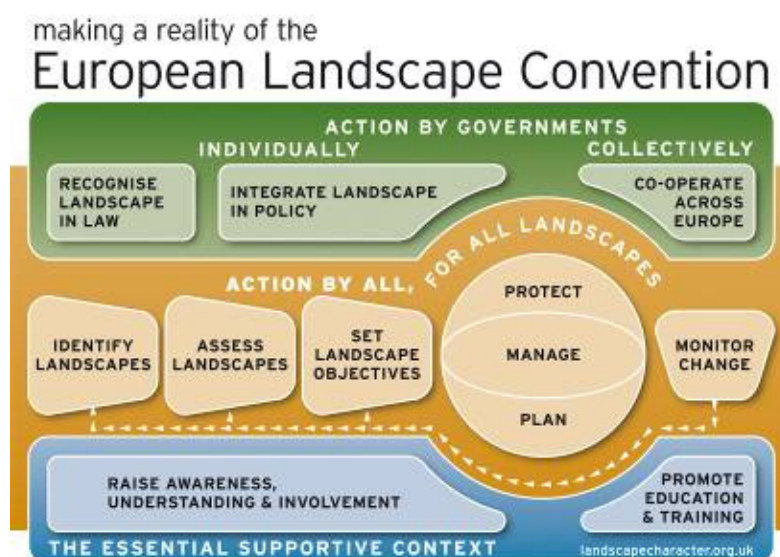 making a reality of the
European Landscape Convention
ACTION BY GOVERNMENTS
INDIVIDUALLY
COLLECTIVELY
RECOGNISE
LANDSCAPE
IN LAW
INTEGRATE LANDSCAPE
IN POLICY
CO-OPERATE
ACROSS
EUROPE
ACTION BY ALL, FOR ALL LANDSCAPES
IDENTIFY
LANDSCAPES
ASSESS
LANDSCAPES
SET
LANDSCAPE
OBJECTIVES
PROTECT
MANAGE
PLAN
MONITOR
CHANGE
RAISE AWARENESS,
UNDERSTANDING & INVOLVEMENT
PROMOTE
EDUCATION
& TRAINING
THE ESSENTIAL SUPPORTIVE CONTEXT
landscapecharacter.org.uk